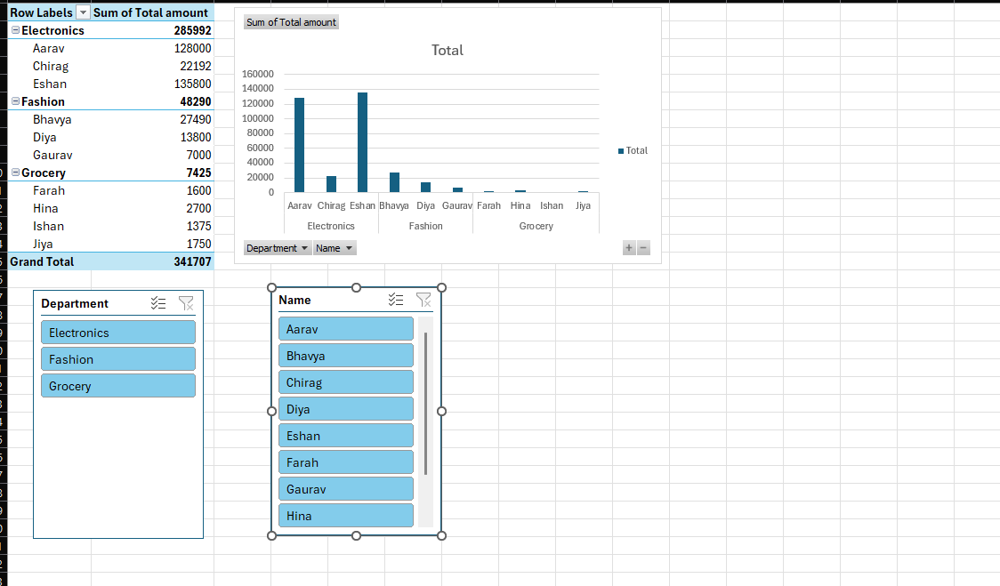 Row Labels Sum of Total amount
Electronics 285992
Aarav 128000
Chirag 22192
Eshan 135800
Fashion 48290
Bhavya 27490
Diya 13800
Gaurav 7000
Grocery 7425
Farah 1600
Hina 2700
Ishan 1375
Jiya 1750
Grand Total 341707
Sum of Total amount
Total
160000
140000
120000
100000
80000
60000
40000
20000
0
Aarav Chirag Eshan Bhavya Diya Gaurav Farah Hina Ishan Jiya
Electronics Fashion Grocery
Total
Department Name
Department
Electronics
Fashion
Grocery
Name
Aarav
Bhavya
Chirag
Diya
Eshan
Farah
Gaurav
Hina